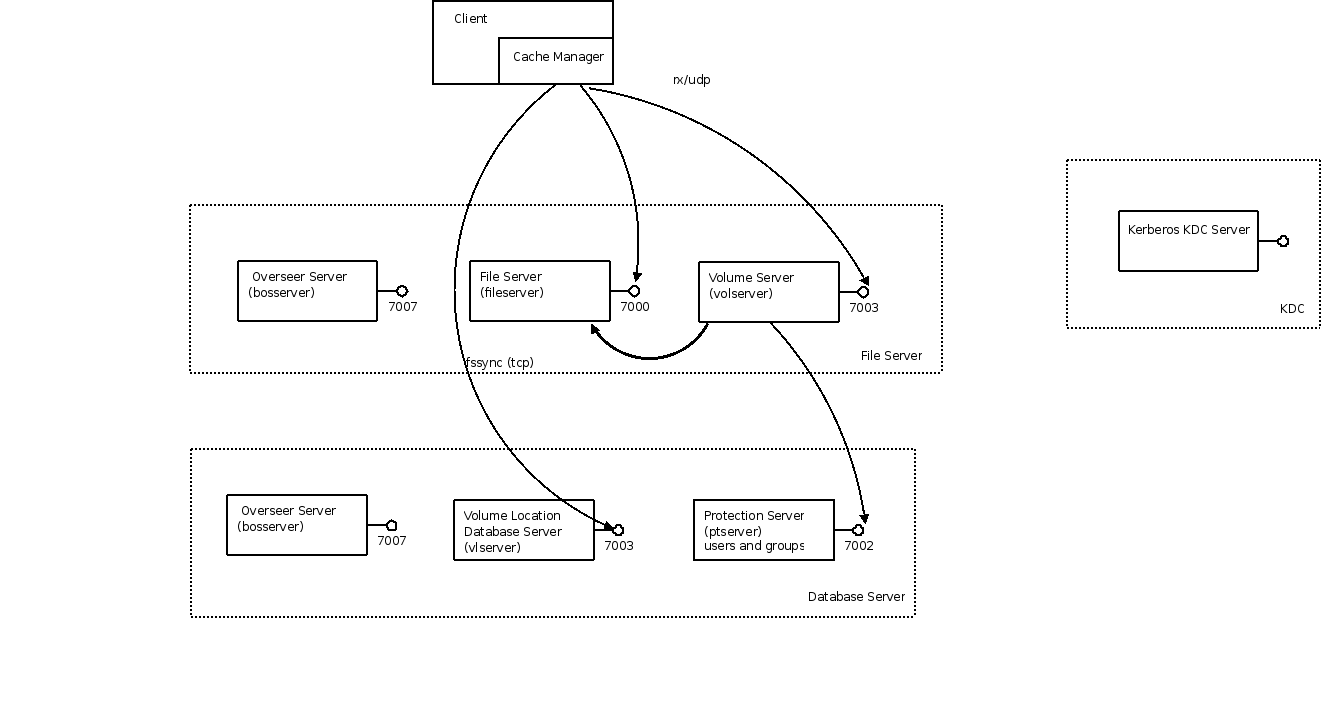 Client
Cache Manager
rx/udp
Kerberos KDC Server
KDC
Overseer Server
(bosserver)
7007
File Server
(fileserver)
7000
Volume Server
(volserver)
7003
fssync (tcp)
File Server
Overseer Server
(bosserver)
7007
Volume Location
Database Server
(vlserver)
7003
Protection Server
(ptserver)
users and groups
7002
Database Server